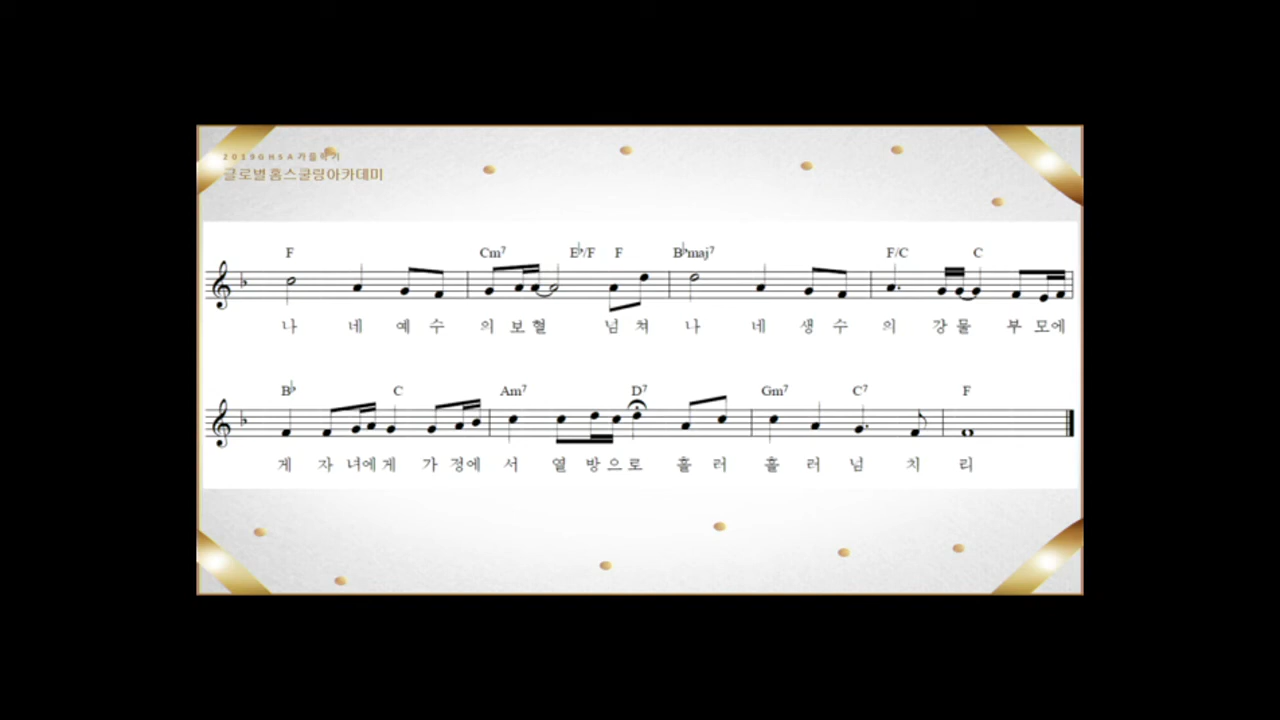 2019GHSA가을학기
글로벌홈스쿨링아카데미
F Cm7 E♭/F F B♭maj7 F/C C
나 네 예 수 의 보 혈 넘 쳐 나 네 생 수 의 강 물 부 모에
B♭ C Am7 D7 Gm7 C7 F
게 자 녀에 게 가 정에 서 열 방 으 로 흘 러 흘 러 넘 치 리